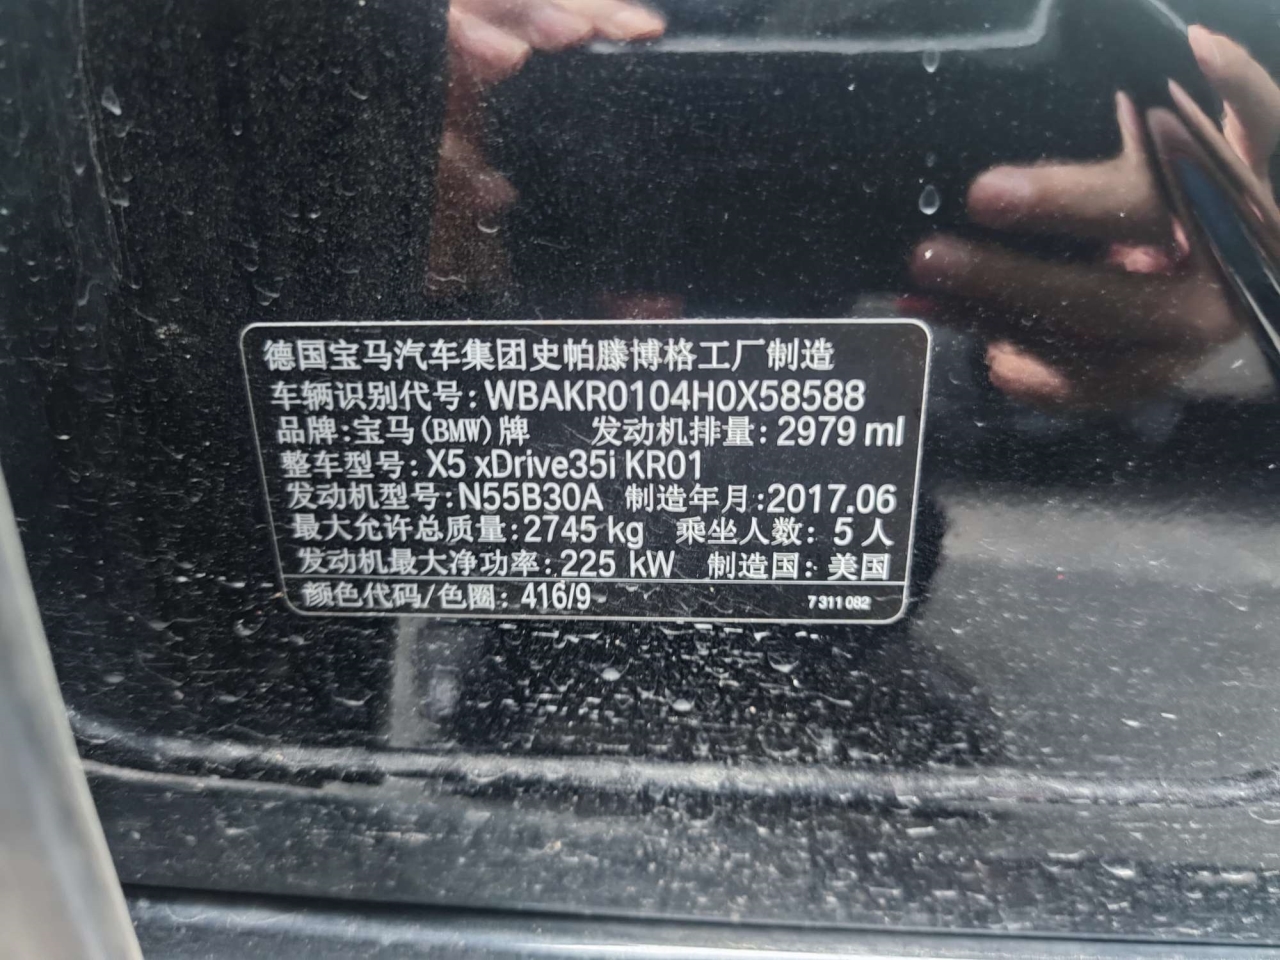 德国宝马汽车集团史帕滕博格工厂制造
车辆识别代号: WBAKR0104H0X58588
品牌: 宝马(BMW)牌 发动机排量: 2979 ml
整车型号: X5 xDrive35i KR01
发动机型号: N55B30A 制造年月: 2017.06
最大允许总质量: 2745 kg 乘坐人数: 5 人
发动机最大净功率: 225 kW 制造国: 美国
颜色代码/色圈: 416/9
7 311 082